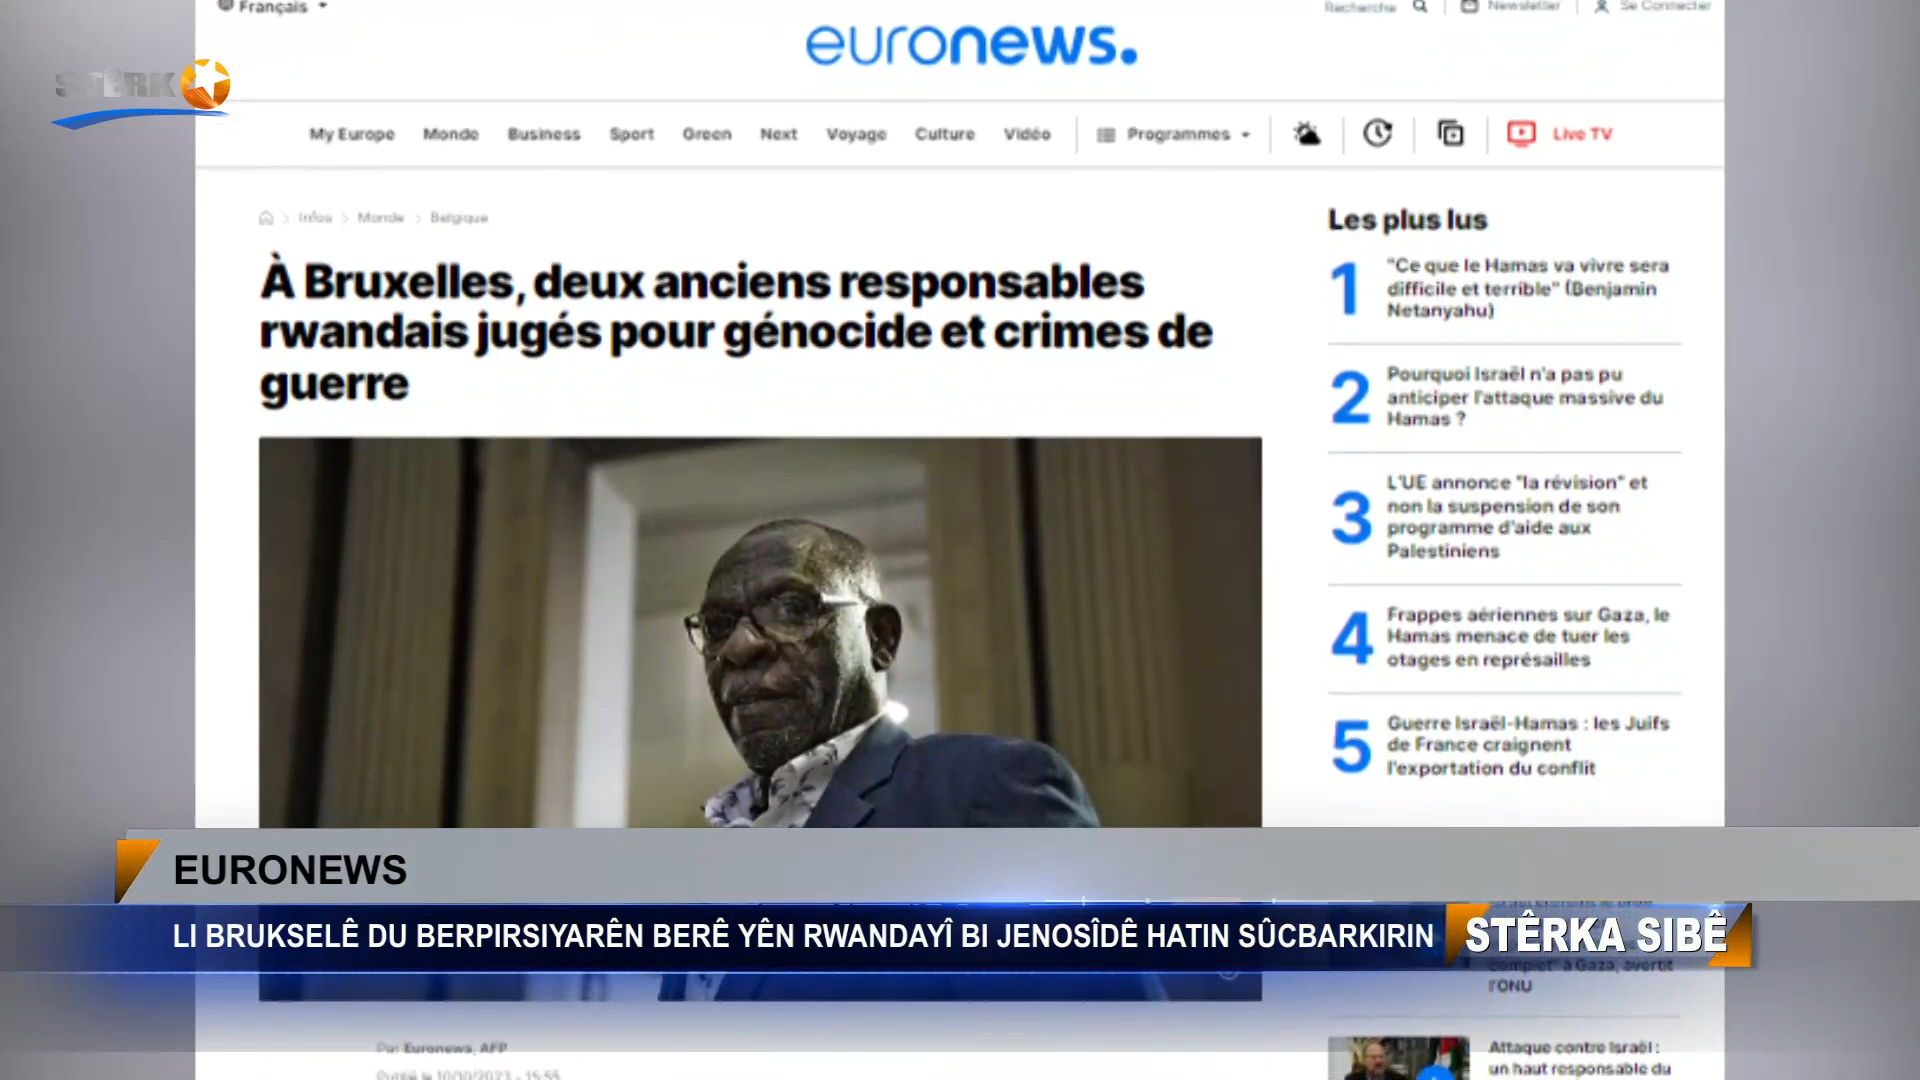 Français
Recherche
Newsletter
Se Connecter
euronews.
STÊRK
My Europe
Monde
Business
Sport
Green
Next
Voyage
Culture
Vidéo
Programmes
Live TV
Infos
Monde
Belgique
À Bruxelles, deux anciens responsables
rwandais jugés pour génocide et crimes de
guerre
Les plus lus
1
"Ce que le Hamas va vivre sera
difficile et terrible" (Benjamin
Netanyahu)
2
Pourquoi Israël n'a pas pu
anticiper l'attaque massive du
Hamas ?
3
L'UE annonce "la révision" et
non la suspension de son
programme d'aide aux
Palestiniens
4
Frappes aériennes sur Gaza, le
Hamas menace de tuer les
otages en représailles
5
Guerre Israël-Hamas : les Juifs
de France craignent
l'exportation du conflit
EURONEWS
LI BRUKSELÊ DU BERPIRSIYARÊN BERÊ YÊN RWANDAYÎ BI JENOSÎDÊ HATIN SÛCBARKIRIN
STÊRKA SIBÊ
complet" à Gaza, avertit
l'ONU
Par Euronews, AFP
Publié le 10/10/2023 - 15:55
Attaque contre Israël :
un haut responsable du